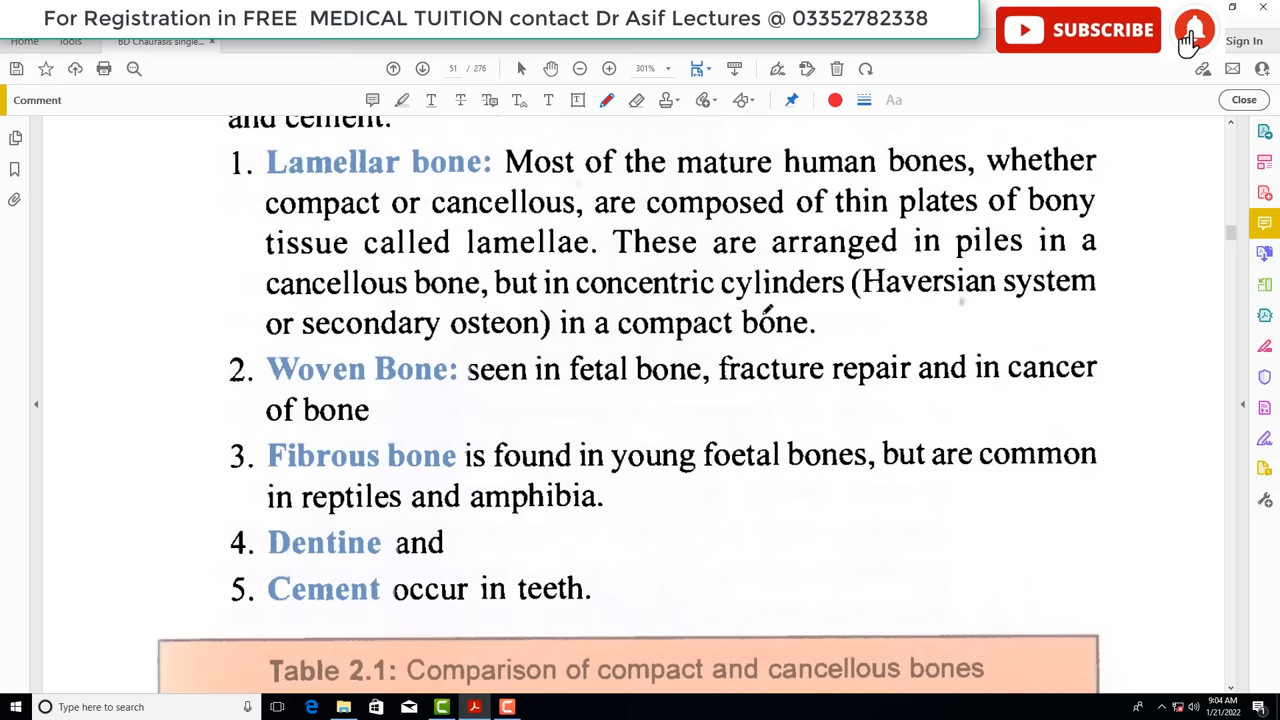 For Registration in FREE MEDICAL TUITION contact Dr Asif Lectures @ 03352782338
SUBSCRIBE
Home Tools BD Chaurasis single... × Sign In
51 / 276 301%
Comment Close
and cement.
1. Lamellar bone: Most of the mature human bones, whether
compact or cancellous, are composed of thin plates of bony
tissue called lamellae. These are arranged in piles in a
cancellous bone, but in concentric cylinders (Haversian system
or secondary osteon) in a compact bone.
2. Woven Bone: seen in fetal bone, fracture repair and in cancer
of bone
3. Fibrous bone is found in young foetal bones, but are common
in reptiles and amphibia.
4. Dentine and
5. Cement occur in teeth.
Table 2.1: Comparison of compact and cancellous bones
Type here to search
9:04 AM
1/21/2022